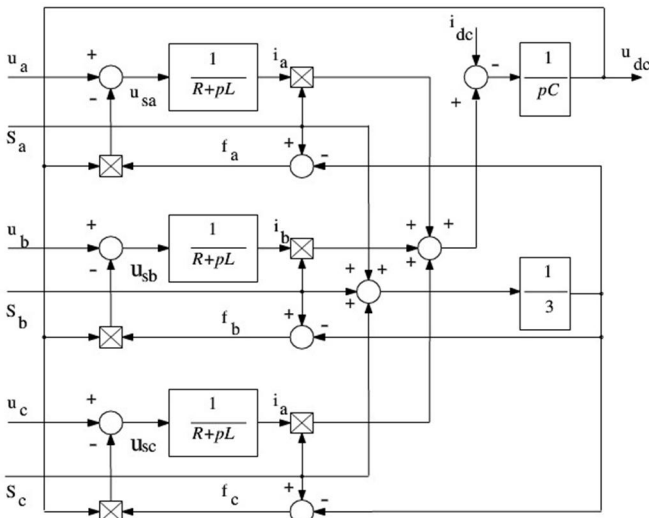 i dc
u a
+
-
u sa
1
R+pL
i a
-
+
1
pC
u dc
S a
f a
+
-
u b
+
-
u sb
1
R+pL
i b
+
+
+
+
+
+
1
3
S b
f b
+
-
u c
+
-
u sc
1
R+pL
i a
S c
f c
+
-